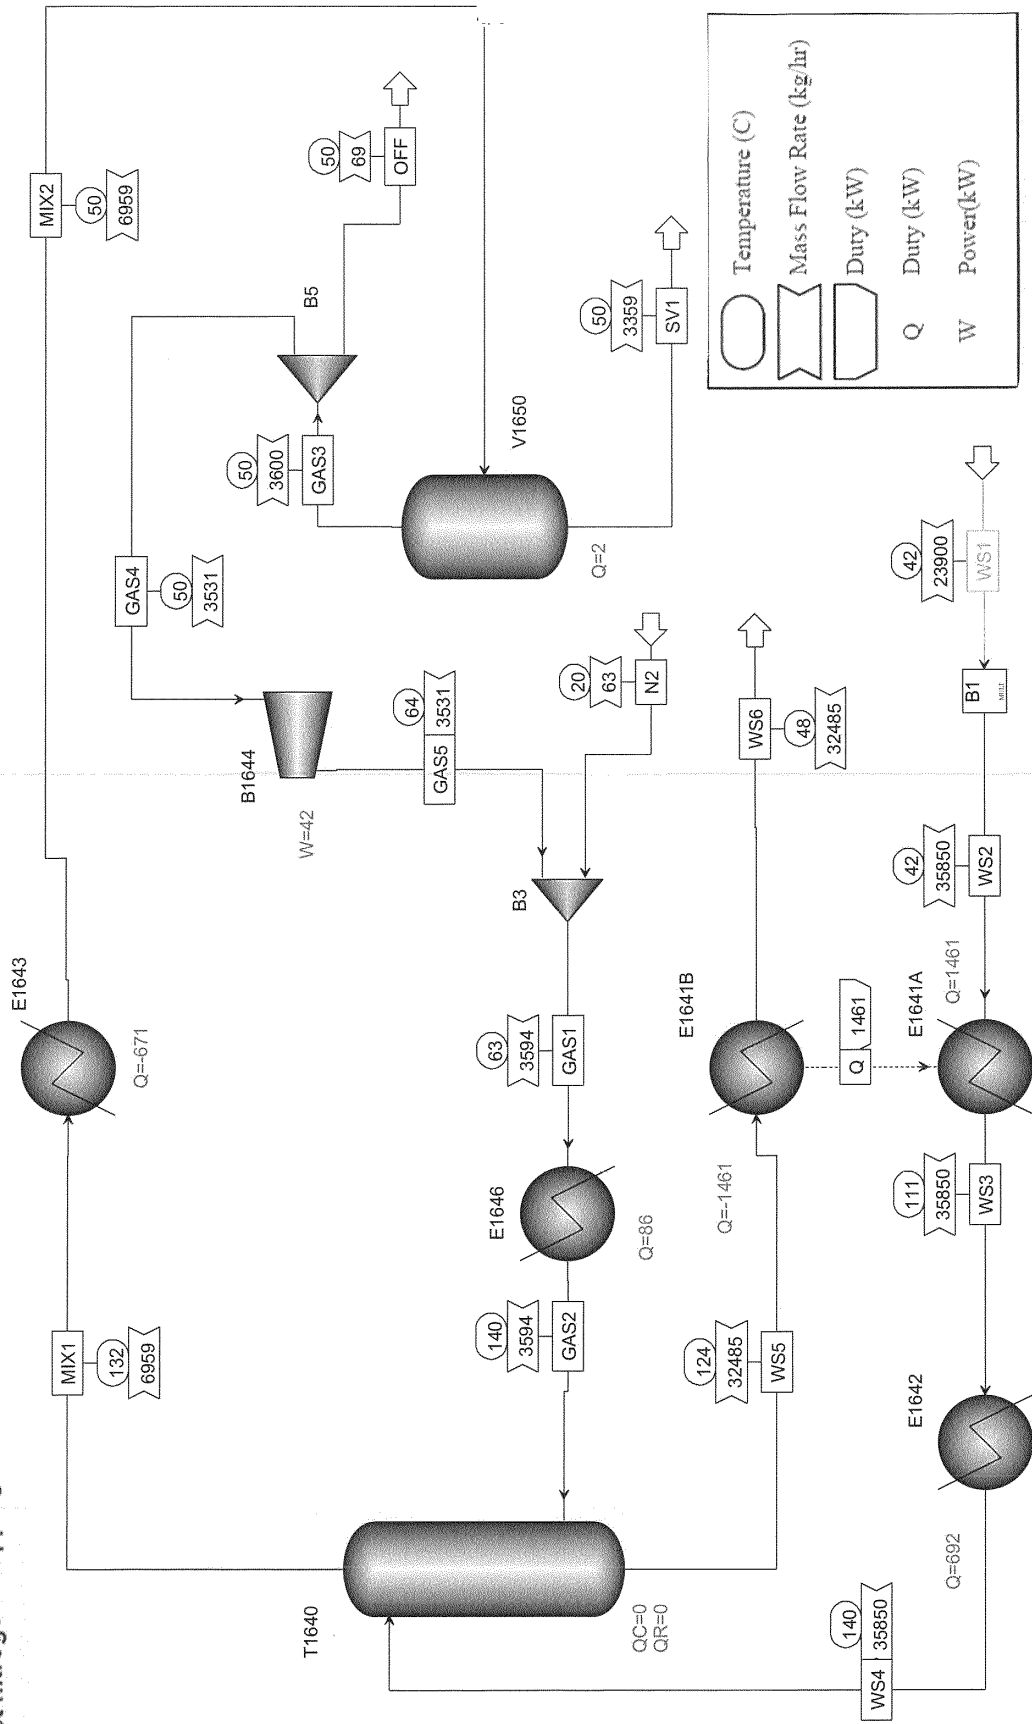 T1640
QC=0
QR=0
MIX1
132
6959
E1643
Q=-671
MIX2
50
6959
GAS4
50
3531
B5
50
69
OFF
50
3600
GAS3
V1650
Q=2
50
3359
SV1
B1644
W=42
64
GAS5 3531
20
63
N2
B3
63
3594
GAS1
E1646
Q=86
140
3594
GAS2
124
32485
WS5
Q=-1461
E1641B
WS6
48
32485
Q 1461
E1641A
Q=1461
42
35850
WS2
B1
MULT
42
23900
WS1
111
35850
WS3
E1642
Q=692
140
WS4 35850
Temperature (C)
Mass Flow Rate (kg/hr)
Duty (kW)
Q Duty (kW)
W Power(kW)